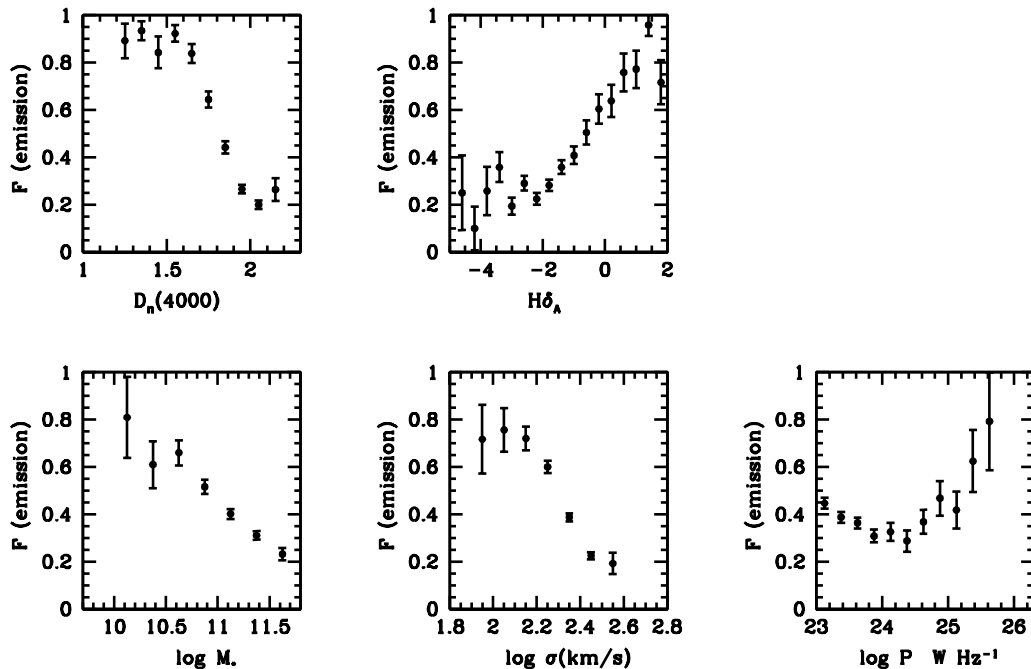 1
0.8
0.6
0.4
0.2
0
F (emission)
1 1.5 2
Dₙ(4000)
1
0.8
0.6
0.4
0.2
0
F (emission)
−4 −2 0 2
Hδ_A
1
0.8
0.6
0.4
0.2
0
F (emission)
10 10.5 11 11.5
log M*
1
0.8
0.6
0.4
0.2
0
F (emission)
1.8 2 2.2 2.4 2.6 2.8
log σ(km/s)
1
0.8
0.6
0.4
0.2
0
F (emission)
23 24 25 26
log P W Hz⁻¹